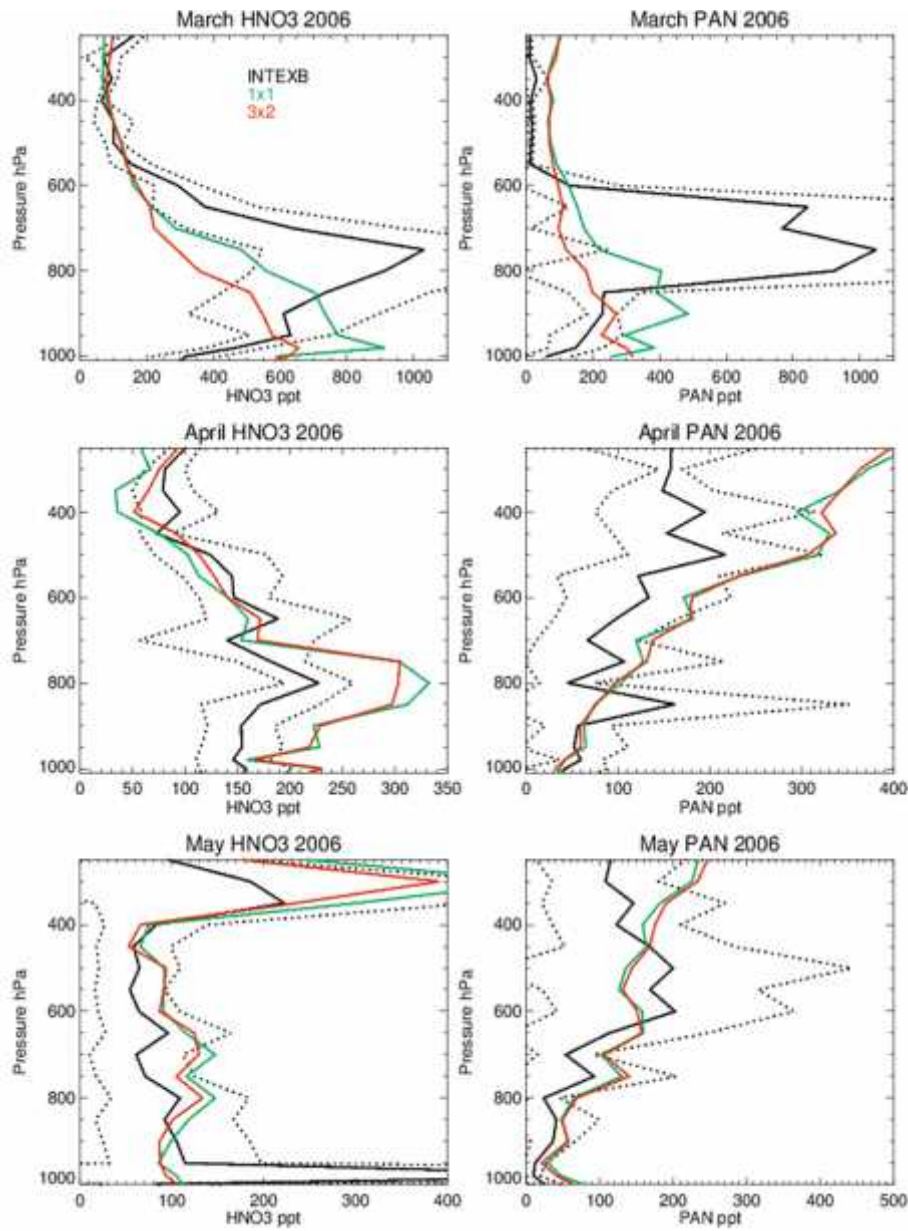 March HNO3 2006
March PAN 2006
INTEXB
1x1
3x2
Pressure hPa
400
600
800
1000
0 200 400 600 800 1000
HNO3 ppt
Pressure hPa
400
600
800
1000
0 200 400 600 800 1000
PAN ppt
April HNO3 2006
April PAN 2006
Pressure hPa
400
600
800
1000
0 50 100 150 200 250 300 350
HNO3 ppt
Pressure hPa
400
600
800
1000
0 100 200 300 400
PAN ppt
May HNO3 2006
May PAN 2006
Pressure hPa
400
600
800
1000
0 100 200 300 400
HNO3 ppt
Pressure hPa
400
600
800
1000
0 100 200 300 400 500
PAN ppt